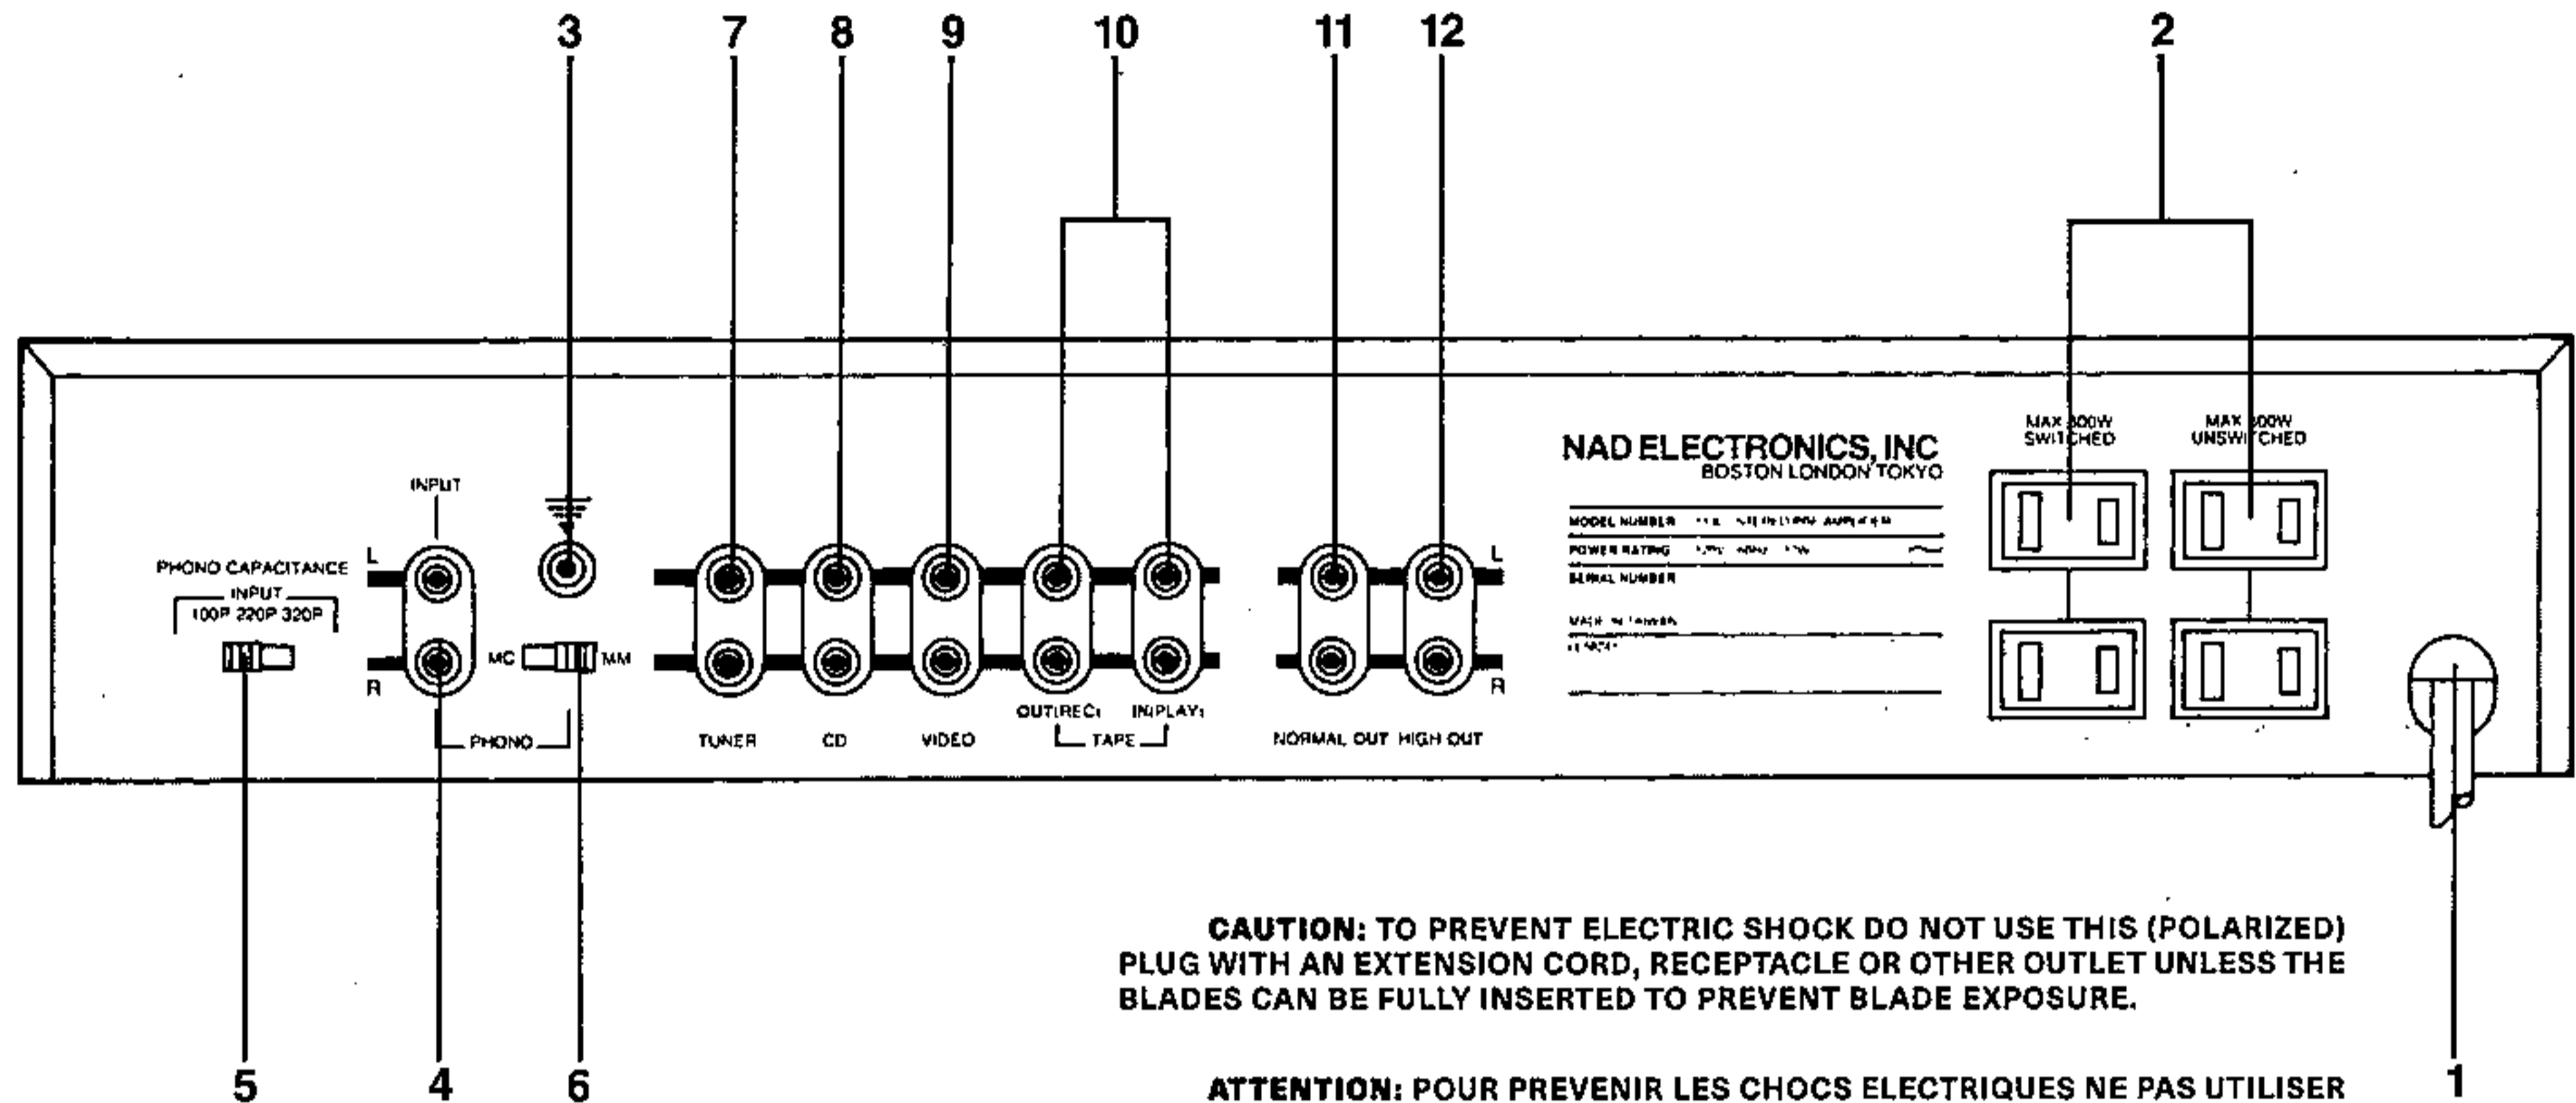 3 7 8 9 10 11 12 2
MAX
SWITCHED
MAX
UNSWITCHED
NAD ELECTRONICS, INC
BOSTON LONDON TOKYO
INPUT
MODEL NUMBER
POWER RATING
SERIAL NUMBER
MADE IN TAIWAN
PHONO CAPACITANCE
INPUT
100P 220P 320P
L
R
MC
MM
L
R
PHONO
TUNER
CD
VIDEO
OUT(REC)
IN(PLAY)
TAPE
NORMAL OUT
HIGH OUT
CAUTION: TO PREVENT ELECTRIC SHOCK DO NOT USE THIS (POLARIZED)
PLUG WITH AN EXTENSION CORD, RECEPTACLE OR OTHER OUTLET UNLESS THE
BLADES CAN BE FULLY INSERTED TO PREVENT BLADE EXPOSURE.
5 4 6 1
ATTENTION: POUR PREVENIR LES CHOCS ELECTRIQUES NE PAS UTILISER